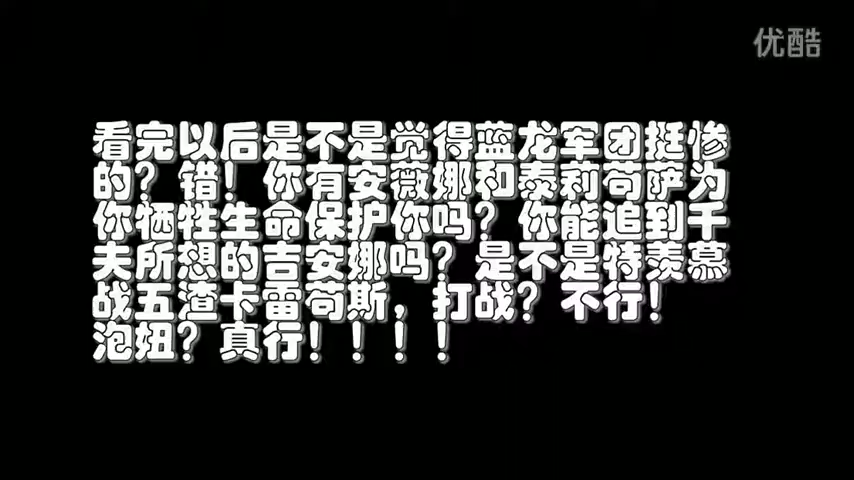 优酷
看完以后是不是觉得蓝龙军团挺惨
的？错！你有安薇娜和泰莉苟萨为
你牺牲生命保护你吗？你能追到千
夫所想的吉安娜吗？是不是特羡慕
战五渣卡雷苟斯，打战？不行！
泡妞？真行！！！！